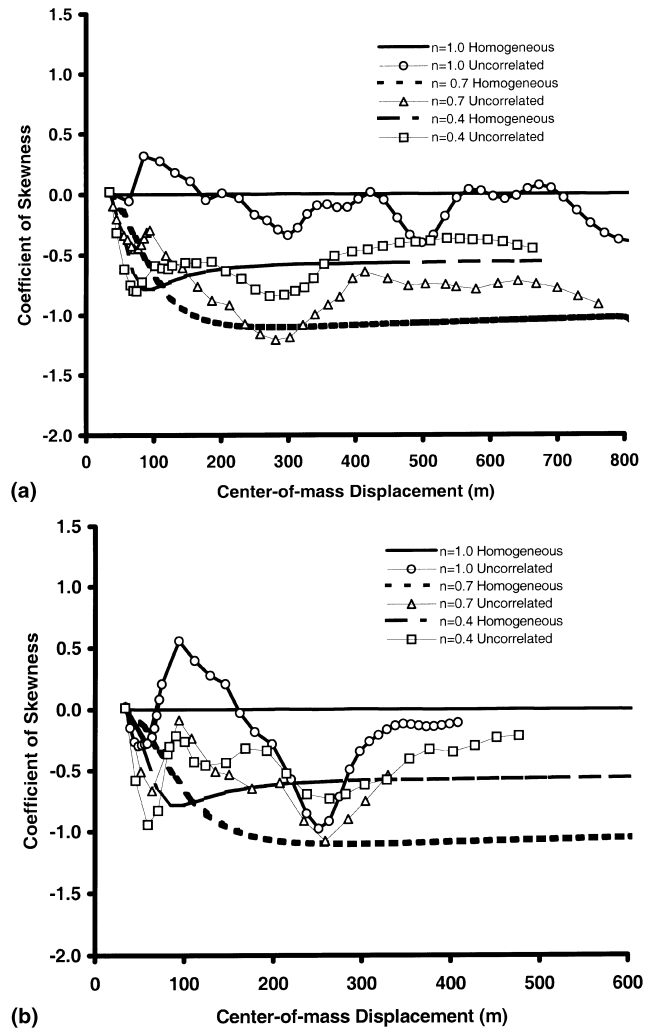 1.5
n=1.0 Homogeneous
n=1.0 Uncorrelated
n= 0.7 Homogeneous
n=0.7 Uncorrelated
n=0.4 Homogeneous
n=0.4 Uncorrelated
1.0
0.5
0.0
-0.5
-1.0
-1.5
-2.0
Coefficient of Skewness
0 100 200 300 400 500 600 700 800
(a)
Center-of-mass Displacement (m)
1.5
n=1.0 Homogeneous
n=1.0 Uncorrelated
n=0.7 Homogeneous
n=0.7 Uncorrelated
n=0.4 Homogeneous
n=0.4 Uncorrelated
1.0
0.5
0.0
-0.5
-1.0
-1.5
-2.0
Coefficient of Skewness
0 100 200 300 400 500 600
(b)
Center-of-mass Displacement (m)